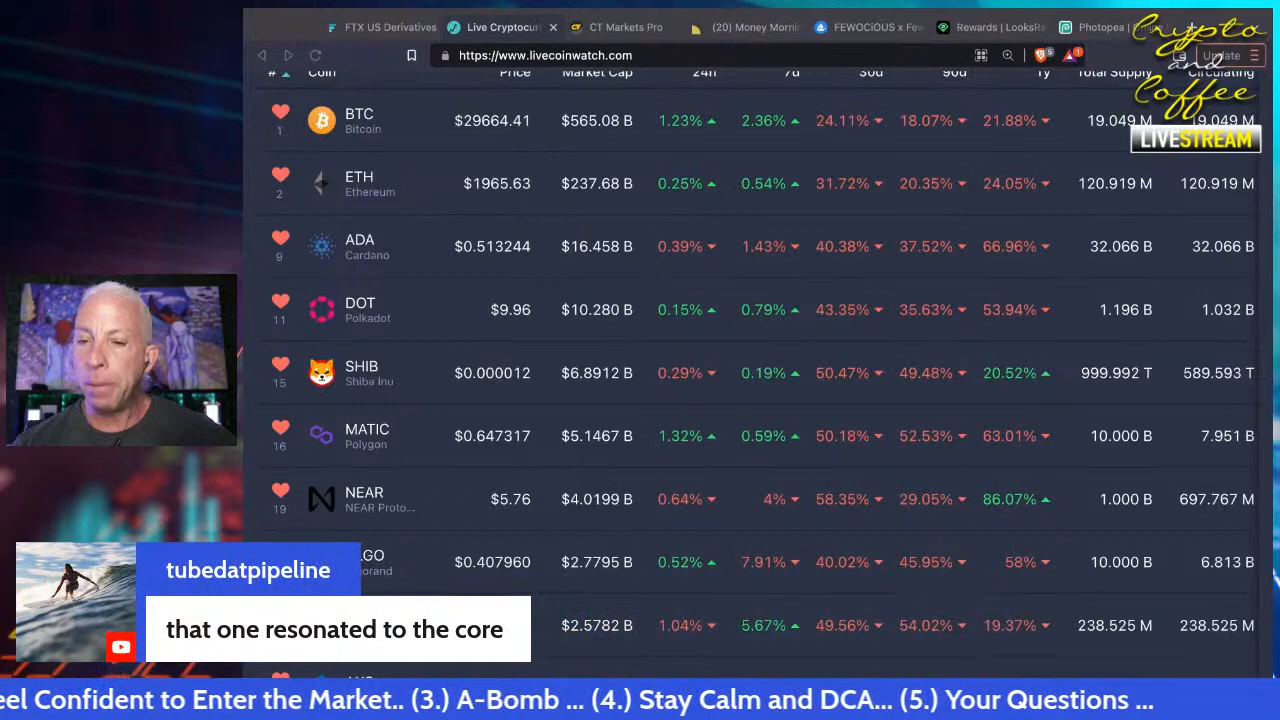 FTX US Derivatives
Live Cryptocur
CT Markets Pro
(20) Money Morni
FEWOCiOUS x Few
Rewards | LooksRa
Photopea |
Crypto
and
Coffee
LIVESTREAM
https://www.livecoinwatch.com
5
1
Update
# Coin Price Market Cap 24h 7d 30d 90d 1y Total Supply Circulating
1 BTC Bitcoin $29664.41 $565.08 B 1.23% 2.36% 24.11% 18.07% 21.88% 19.049 M 19.049 M
2 ETH Ethereum $1965.63 $237.68 B 0.25% 0.54% 31.72% 20.35% 24.05% 120.919 M 120.919 M
9 ADA Cardano $0.513244 $16.458 B 0.39% 1.43% 40.38% 37.52% 66.96% 32.066 B 32.066 B
11 DOT Polkadot $9.96 $10.280 B 0.15% 0.79% 43.35% 35.63% 53.94% 1.196 B 1.032 B
15 SHIB Shiba Inu $0.000012 $6.8912 B 0.29% 0.19% 50.47% 49.48% 20.52% 999.992 T 589.593 T
16 MATIC Polygon $0.647317 $5.1467 B 1.32% 0.59% 50.18% 52.53% 63.01% 10.000 B 7.951 B
19 NEAR NEAR Proto... $5.76 $4.0199 B 0.64% 4% 58.35% 29.05% 86.07% 1.000 B 697.767 M
GO orand $0.407960 $2.7795 B 0.52% 7.91% 40.02% 45.95% 58% 10.000 B 6.813 B
$2.5782 B 1.04% 5.67% 49.56% 54.02% 19.37% 238.525 M 238.525 M
tubedatpipeline
that one resonated to the core
eel Confident to Enter the Market.. (3.) A-Bomb ... (4.) Stay Calm and DCA... (5.) Your Questions ...